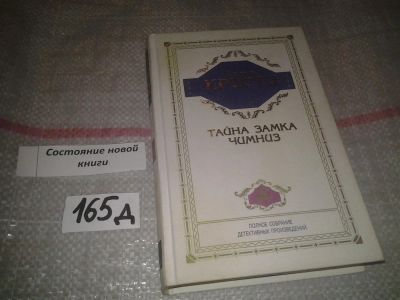 ТАЙНА ЗАМКА
ЧИМНИЗ
Состояние новой
книги
165д
ПОЛНОЕ СОБРАНИЕ
ДЕТЕКТИВНЫХ ПРОИЗВЕДЕНИЙ